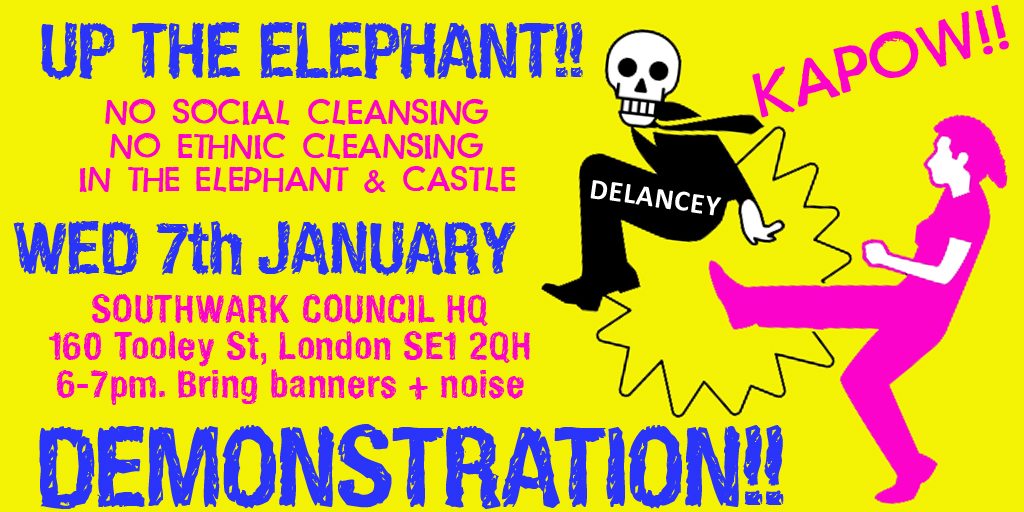 UP THE ELEPHANT!!
NO SOCIAL CLEANSING
NO ETHNIC CLEANSING
IN THE ELEPHANT & CASTLE
WED 7th JANUARY
SOUTHWARK COUNCIL HQ
160 Tooley St, London SE1 2QH
6-7pm. Bring banners + noise
DEMONSTRATION!!
KAPOW!!
DELANCEY